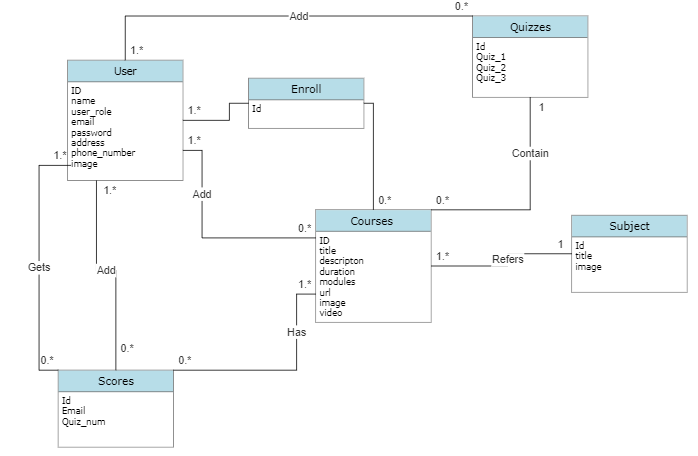 0.*
Add
Quizzes
Id
Quiz_1
Quiz_2
Quiz_3
1.*
User
ID
name
user_role
email
password
address
phone_number
image
Enroll
Id
1.*
1.*
1
Contain
1.*
1.*
Add
0.*
0.*
0.*
Courses
ID
title
descripton
duration
modules
url
image
video
Subject
Id
title
image
1.*
Refers
1
Gets
Add
1.*
Has
0.*
0.*
0.*
Scores
Id
Email
Quiz_num